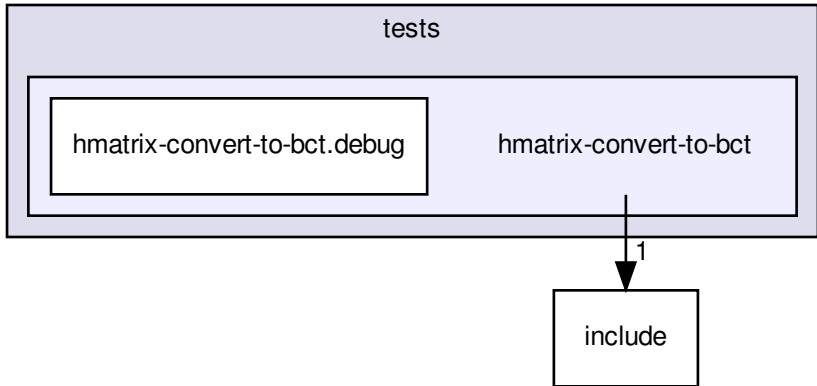 tests
hmatrix-convert-to-bct.debug
hmatrix-convert-to-bct
1
include